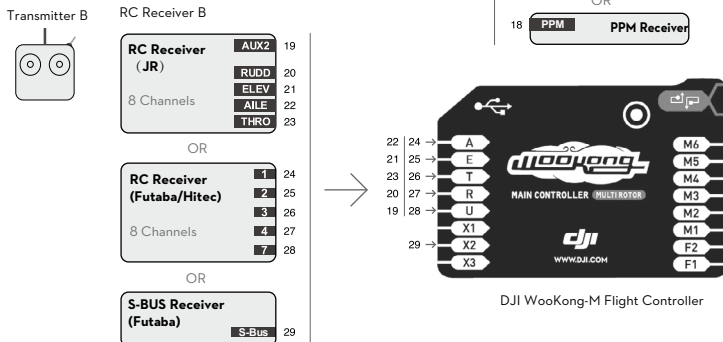 Transmitter B
RC Receiver B
RC Receiver
(JR)
8 Channels
AUX2 19
RUDD 20
ELEV 21
AILE 22
THRO 23
OR
RC Receiver
(Futaba/Hitec)
8 Channels
1 24
2 25
3 26
4 27
7 28
OR
S-BUS Receiver
(Futaba)
S-Bus 29
OR
18 PPM PPM Receiver
22 | 24 → A
21 | 25 → E
23 | 26 → T
20 | 27 → R
19 | 28 → U
X1
29 → X2
X3
WooKong
MAIN CONTROLLER MULTI ROTOR
dji
WWW.DJI.COM
M6
M5
M4
M3
M2
M1
F2
F1
DJI WooKong-M Flight Controller